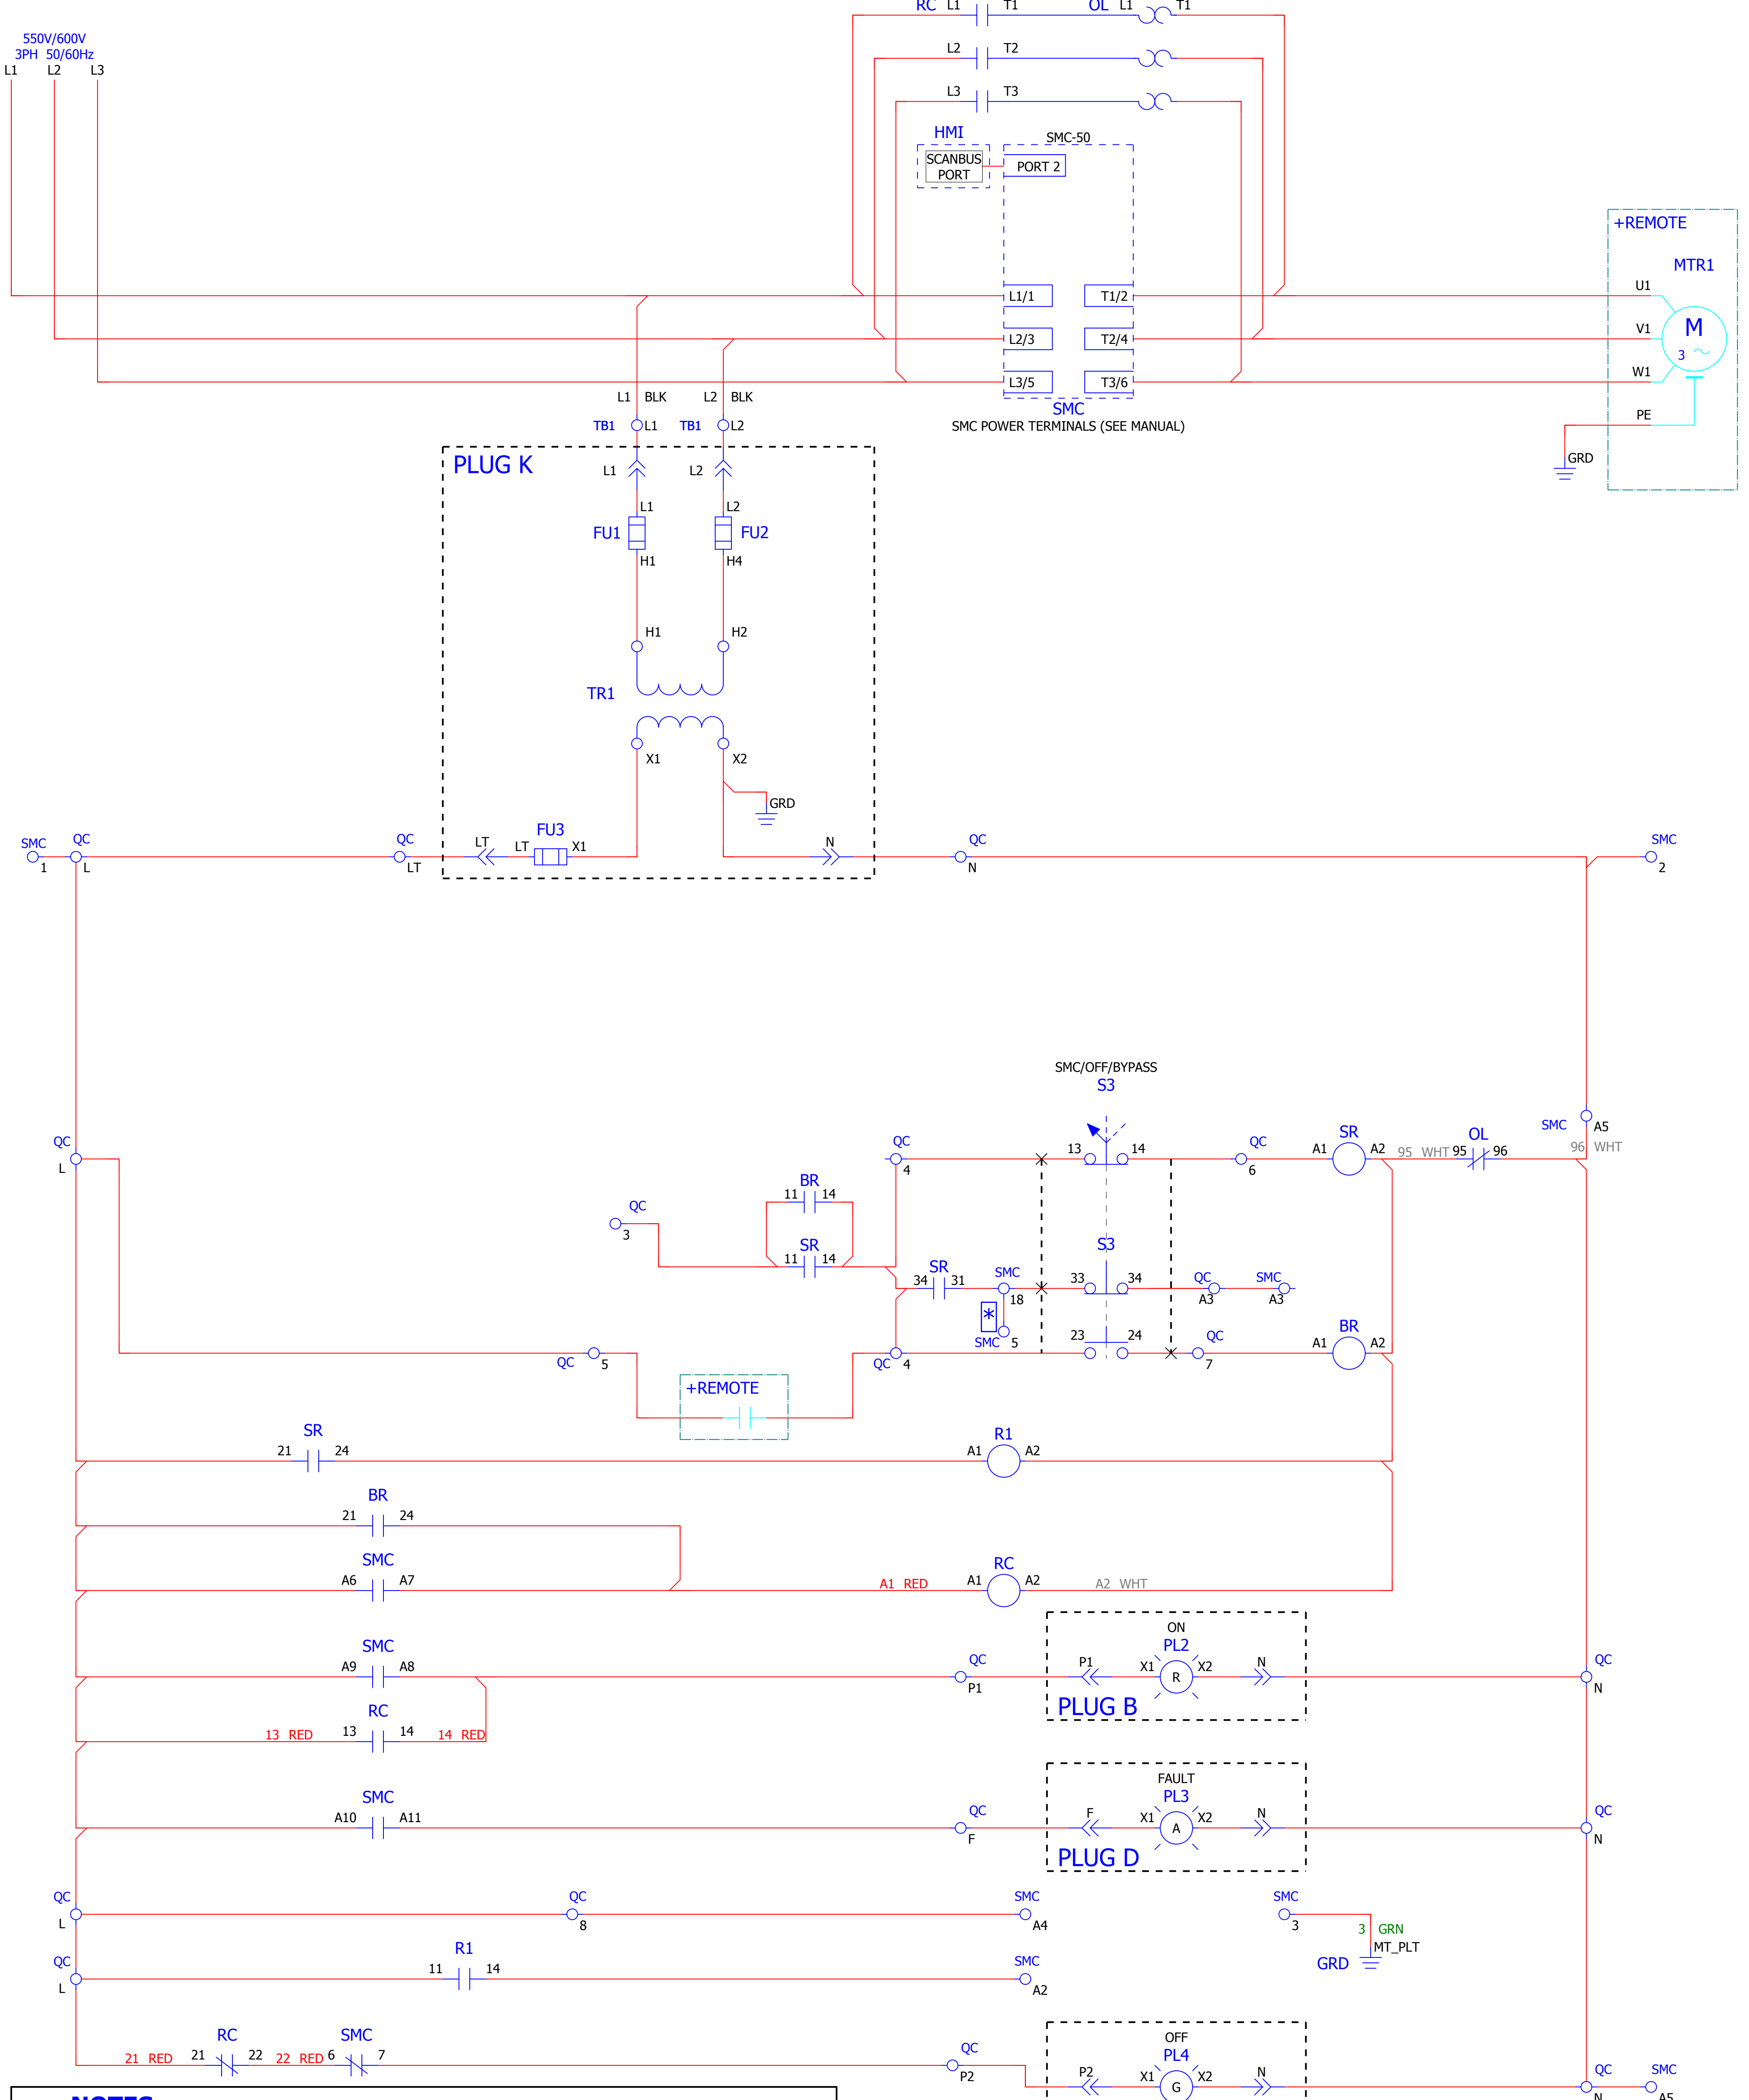 RC L1 T1 OL L1 T1
550V/600V
3PH 50/60Hz
L1 L2 L3
L2 T2
L3 T3
HMI
SMC-50
SCANBUS
PORT
PORT 2
+REMOTE
MTR1
L1/1 T1/2 U1
M
3
L2/3 T2/4 V1
L3/5 T3/6 W1
L1 BLK L2 BLK
SMC
PE
TB1 L1 TB1 L2
SMC POWER TERMINALS (SEE MANUAL)
GRD
PLUG K
L1 L2
L1 L2
FU1 FU2
H1 H4
H1 H2
TR1
X1 X2
GRD
SMC QC QC FU3 QC SMC
LT LT X1 N
1 L LT N 2
SMC/OFF/BYPASS
S3
SMC A5
QC QC 13 14 QC SR OL
A1 A2 95 WHT 95 96 96 WHT
L 4 6
BR
11 14
QC
3
SR S3
11 14
SR
34 31 SMC 33 34 QC SMC
18 A3 A3
*
SMC 5 23 24 QC BR
A1 A2
QC 5 QC 4 7
+REMOTE
SR R1
21 24 A1 A2
BR
21 24
SMC RC
A6 A7 A1 RED A1 A2 A2 WHT
ON
SMC PL2
A9 A8 QC P1 X1 R X2 N QC
P1 N
PLUG B
RC
13 RED 13 14 14 RED
FAULT
SMC PL3
A10 A11 QC F X1 A X2 N QC
F N
PLUG D
QC QC SMC SMC
L 8 A4 3
3 GRN
MT_PLT
GRD
QC R1 SMC
11 14
L A2
RC SMC OFF
21 RED 21 22 22 RED 6 7 QC PL4
P2 P2 X1 G X2 N QC SMC
N A5
NOTES